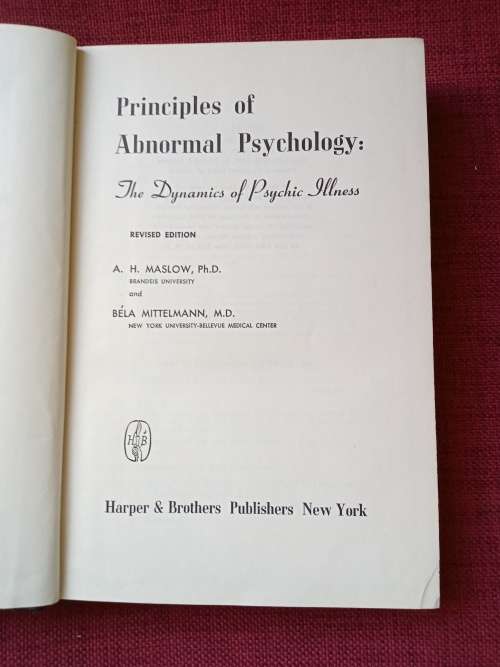 Principles of
Abnormal Psychology:
The Dynamics of Psychic Illness
REVISED EDITION
A. H. MASLOW, Ph.D.
BRANDEIS UNIVERSITY
and
BÉLA MITTELMANN, M.D.
NEW YORK UNIVERSITY-BELLEVUE MEDICAL CENTER
H & B
Harper & Brothers Publishers New York